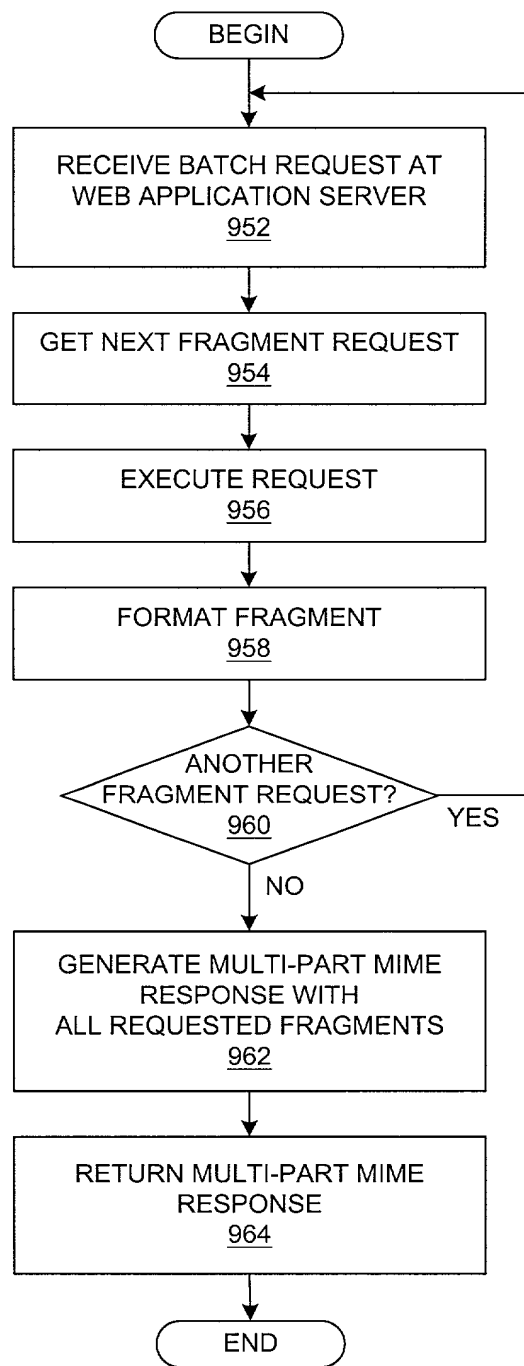 BEGIN
RECEIVE BATCH REQUEST AT
WEB APPLICATION SERVER
952
GET NEXT FRAGMENT REQUEST
954
EXECUTE REQUEST
956
FORMAT FRAGMENT
958
ANOTHER
FRAGMENT REQUEST?
960
YES
NO
GENERATE MULTI-PART MIME
RESPONSE WITH
ALL REQUESTED FRAGMENTS
962
RETURN MULTI-PART MIME
RESPONSE
964
END